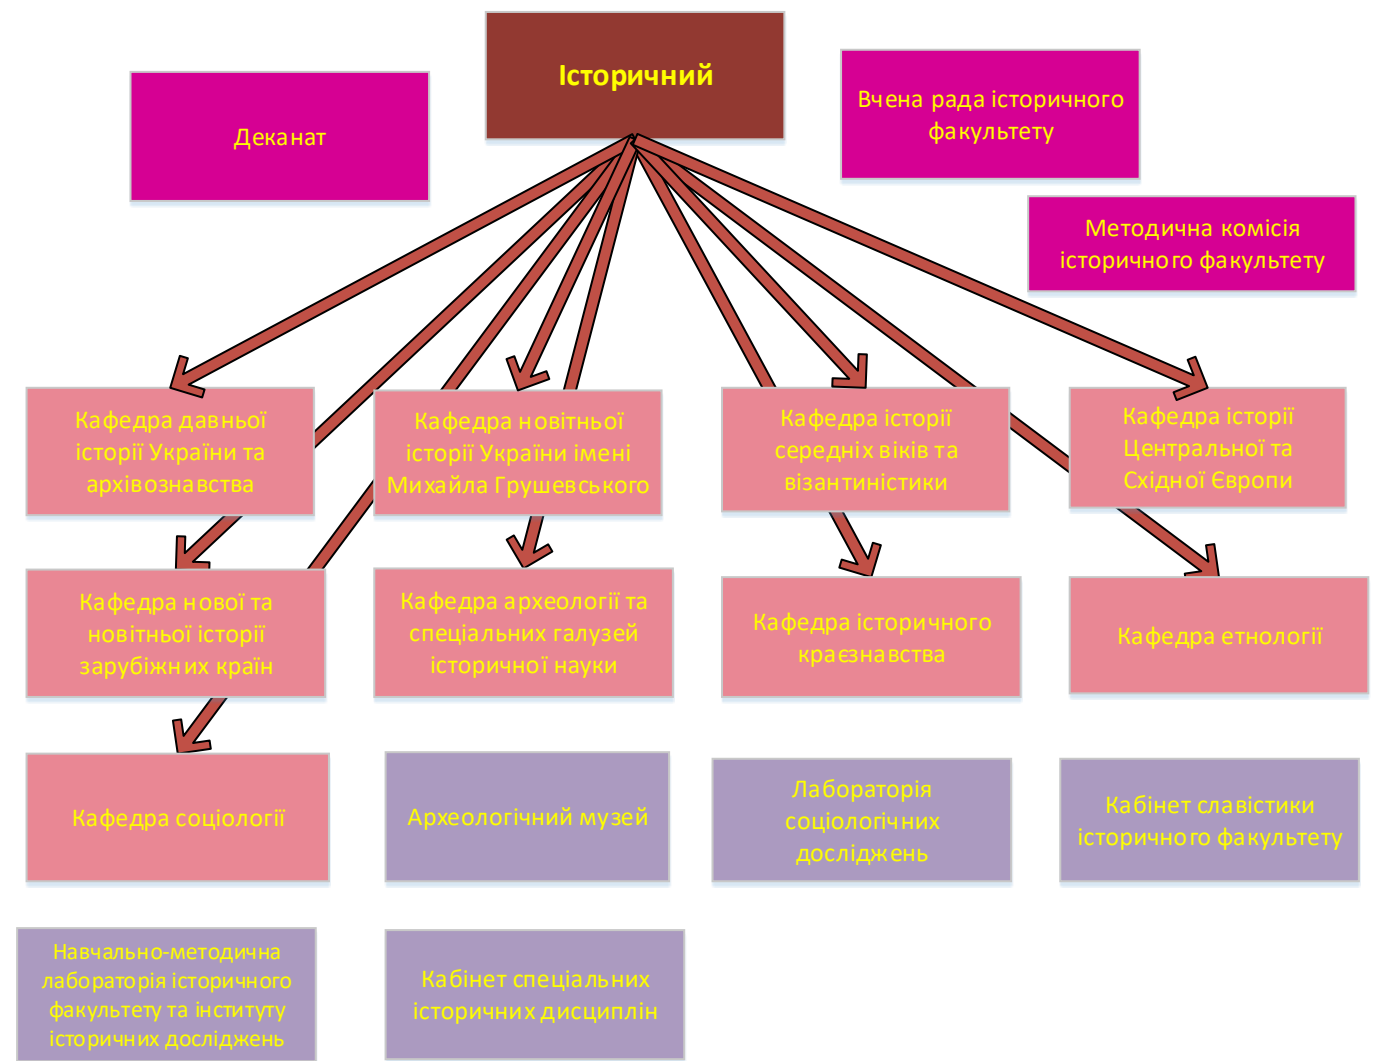 Історичний
Деканат
Вчена рада історичного
факультету
Методична комісія
історичного факультету
Кафедра давньої
історії України та
архівознавства
Кафедра новітньої
історії України імені
Михайла Грушевського
Кафедра історії
середніх віків та
візантиністики
Кафедра історії
Центральної та
Східної Європи
Кафедра нової та
новітньої історії
зарубіжних країн
Кафедра археології та
спеціальних галузей
історичної науки
Кафедра історичного
краєзнавства
Кафедра етнології
Кафедра соціології
Археологічний музей
Лабораторія
соціологічних
досліджень
Кабінет славістики
історичного факультету
Навчально-методична
лабораторія історичного
факультету та інституту
історичних досліджень
Кабінет спеціальних
історичних дисциплін